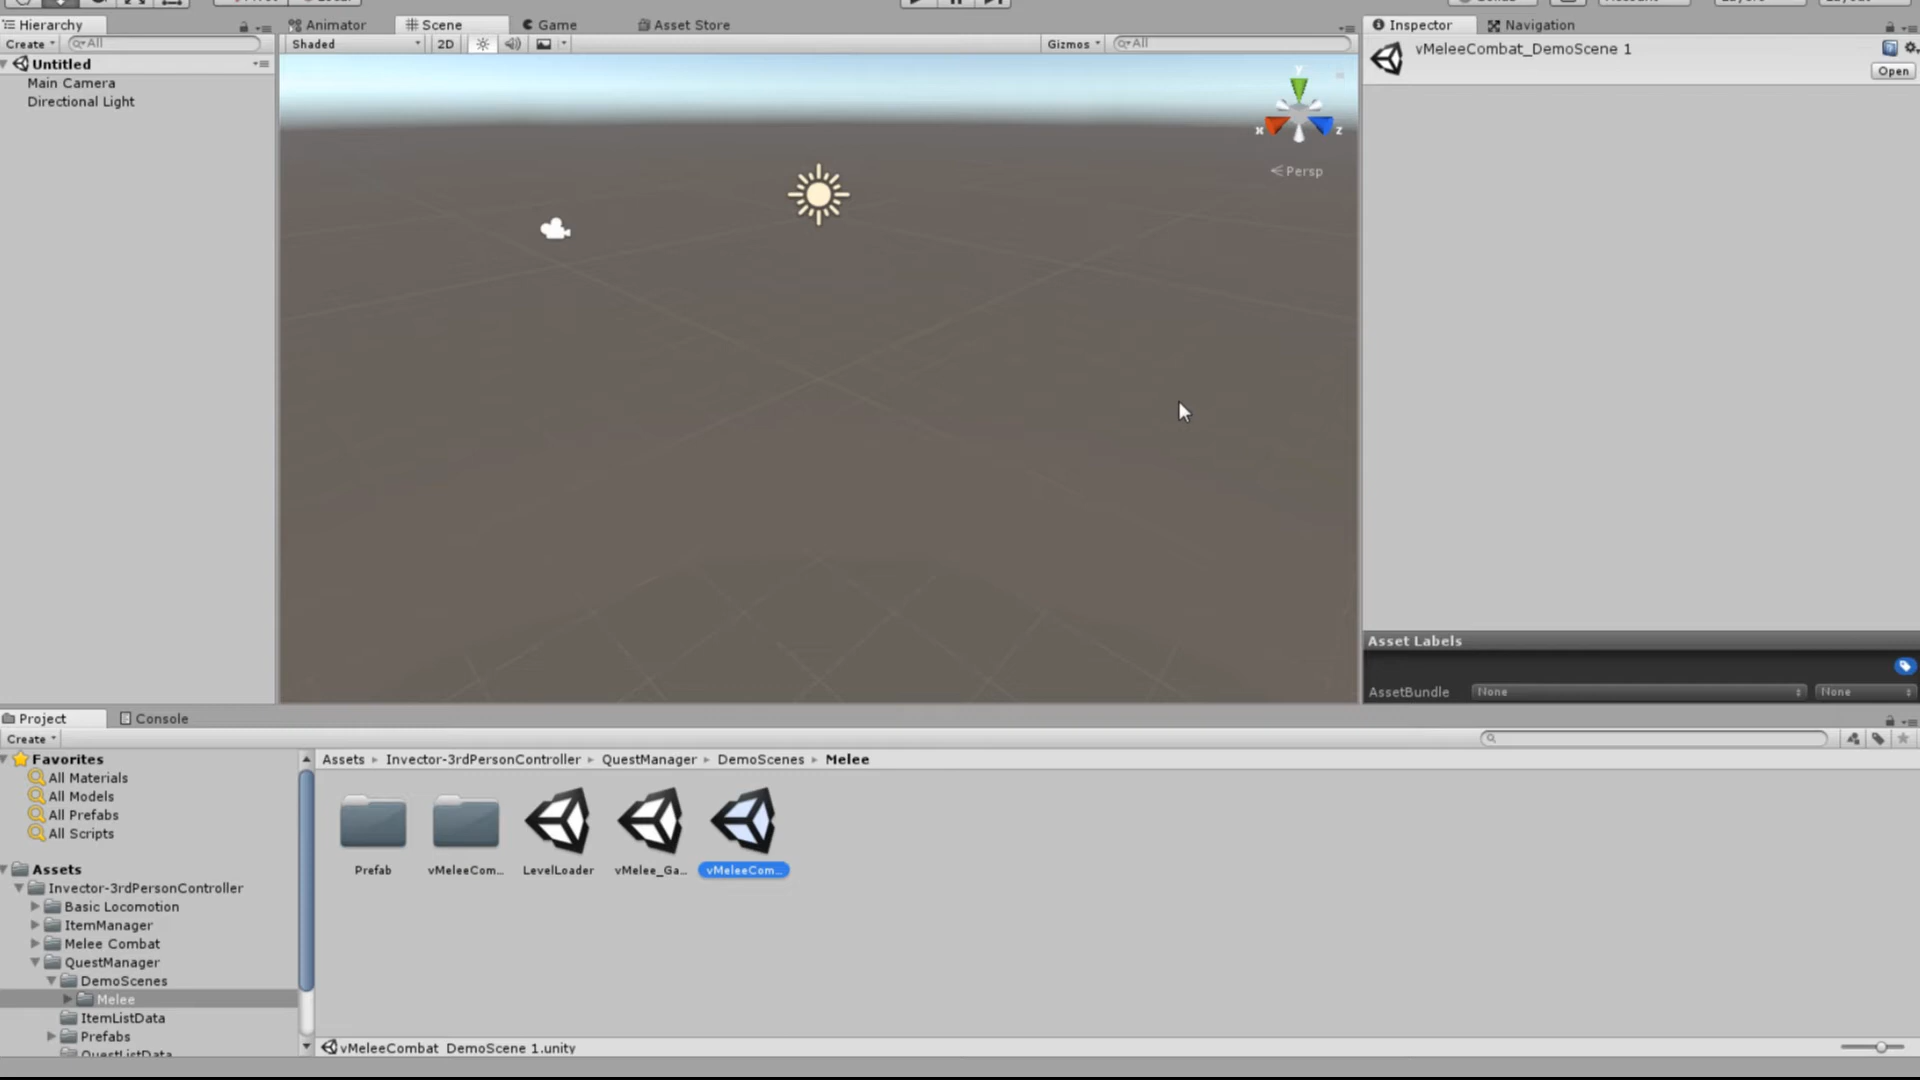 Hierarchy
Create
All
Untitled
Main Camera
Directional Light
Animator
Scene
Game
Asset Store
Shaded
2D
Gizmos
All
y
x
z
Persp
Inspector
Navigation
vMeleeCombat_DemoScene 1
Open
Asset Labels
AssetBundle
None
None
Project
Console
Create
Favorites
All Materials
All Models
All Prefabs
All Scripts
Assets
Invector-3rdPersonController
Basic Locomotion
ItemManager
Melee Combat
QuestManager
DemoScenes
Melee
ItemListData
Prefabs
QuestListData
Assets
Invector-3rdPersonController
QuestManager
DemoScenes
Melee
Prefab
vMeleeCom...
LevelLoader
vMelee_Ga...
vMeleeCom...
vMeleeCombat_DemoScene 1.unity